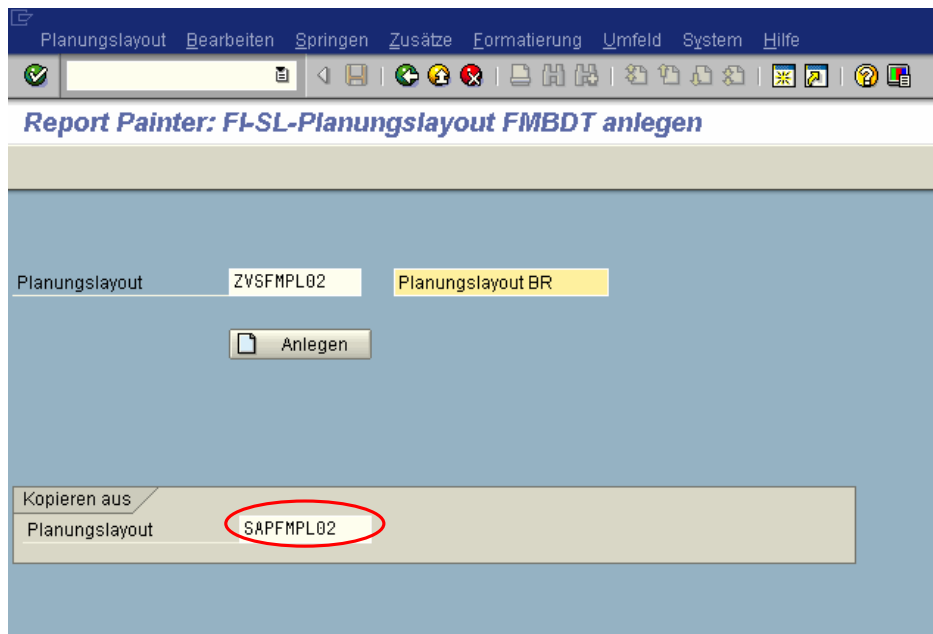 Planungslayout Bearbeiten Springen Zusätze Formatierung Umfeld System Hilfe
Report Painter: FI-SL-Planungslayout FMBDT anlegen
Planungslayout ZVSFMPL02 Planungslayout BR
Anlegen
Kopieren aus
Planungslayout SAPFMPL02